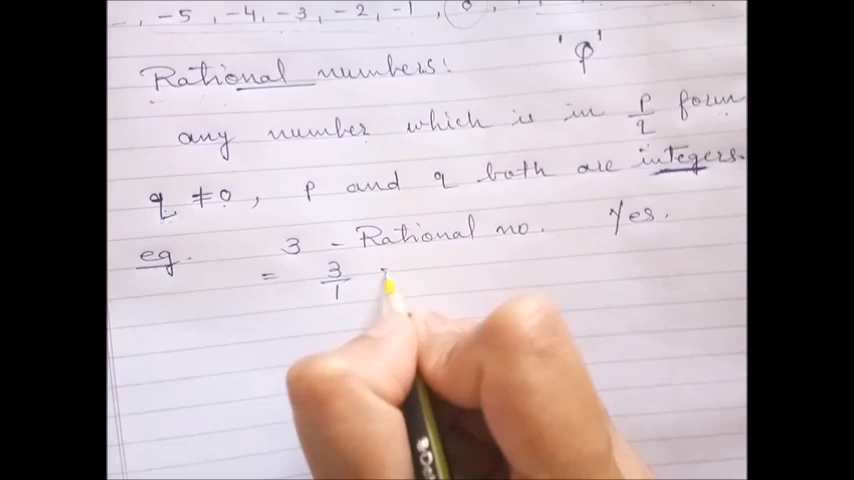 -5, -4, -3, -2, -1, 0,
Rational numbers: 'φ'
any number which is in p/q form
q ≠ 0, p and q both are integers.
eg. 3 - Rational no. Yes.
= 3/1